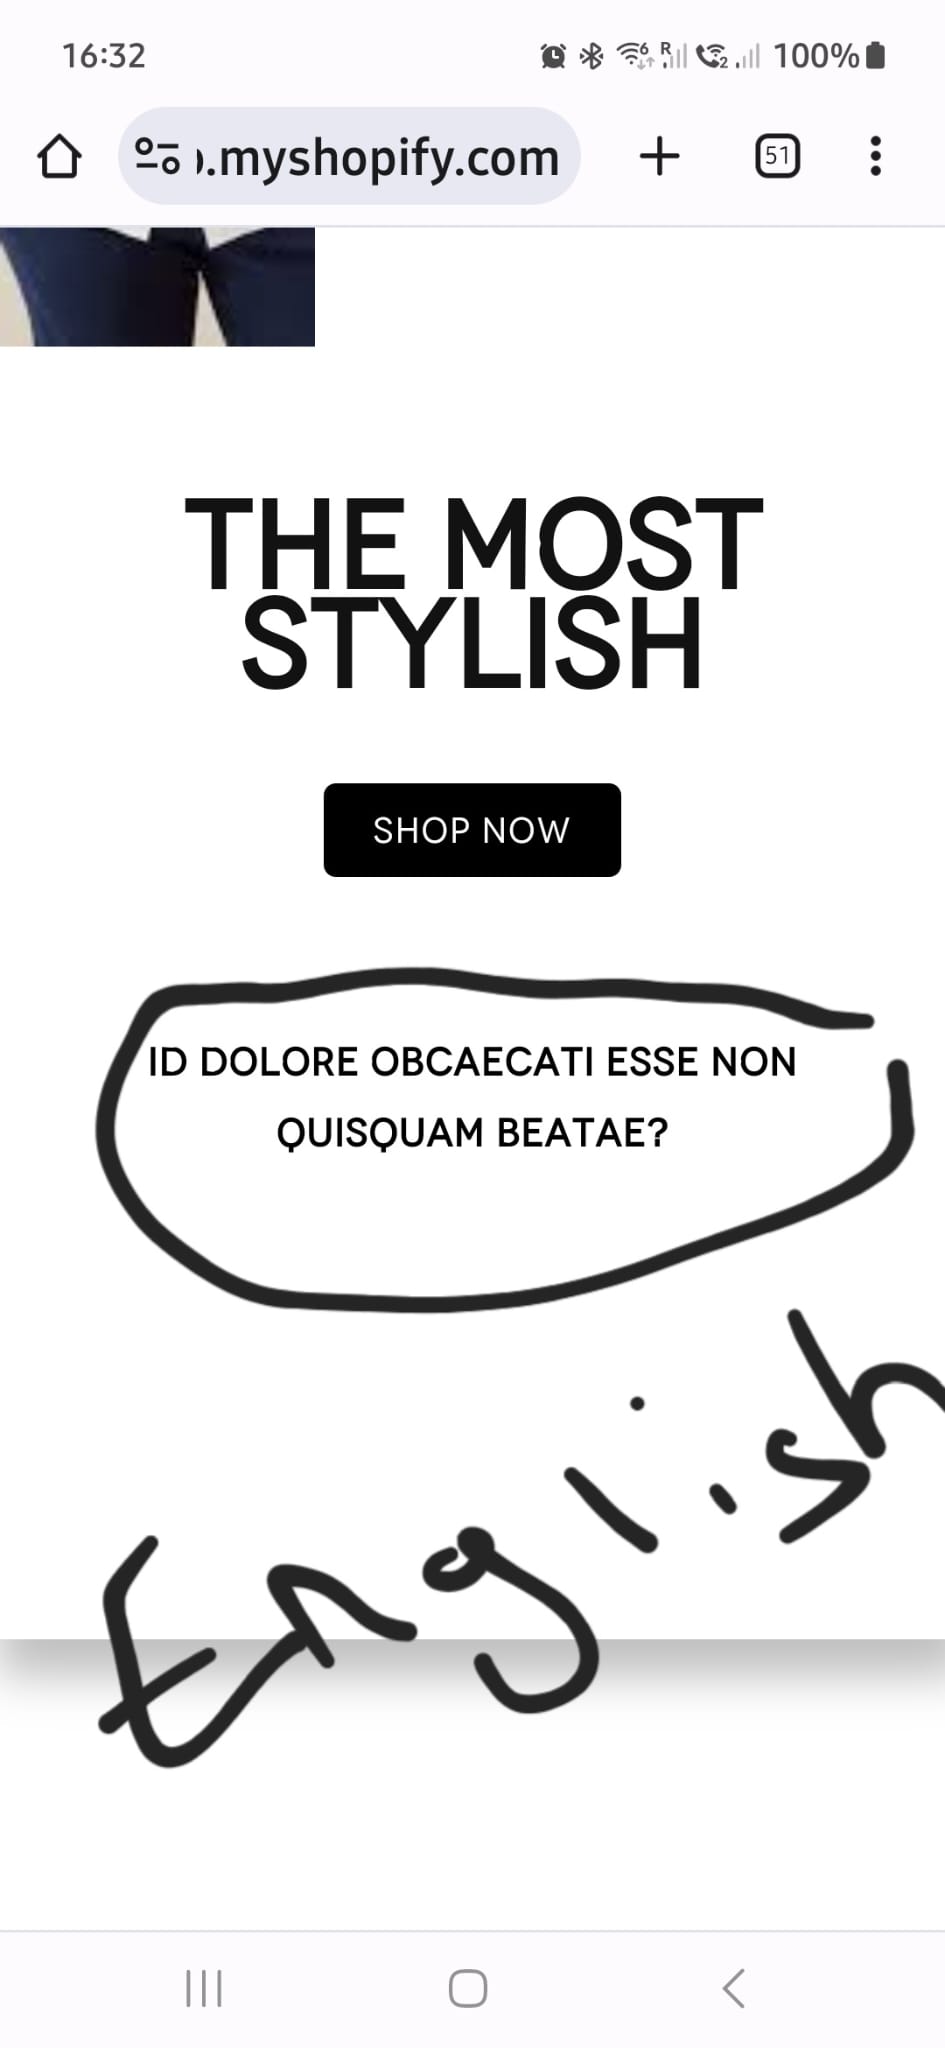 16:32
100%
.myshopify.com
51
THE MOST
STYLISH
SHOP NOW
ID DOLORE OBCAECATI ESSE NON
QUISQUAM BEATAE?
English